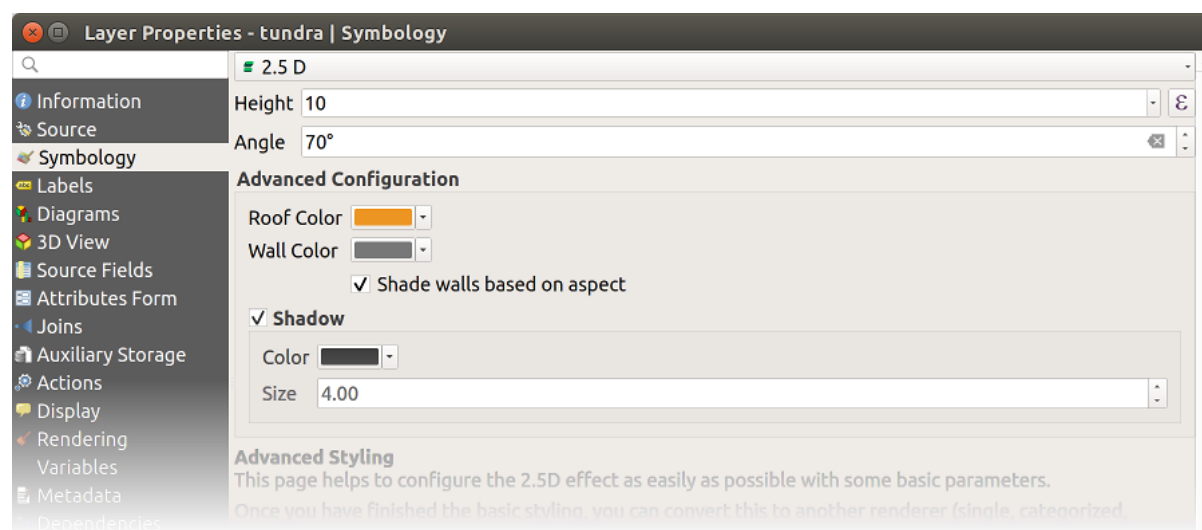 Layer Properties - tundra | Symbology
2.5 D
Information
Height 10 ε
Source
Angle 70°
Symbology
Advanced Configuration
Labels
Diagrams
Roof Color
3D View
Wall Color
Source Fields
Shade walls based on aspect
Attributes Form
Shadow
Joins
Auxiliary Storage
Color
Actions
Size 4.00
Display
Rendering
Advanced Styling
Variables
This page helps to configure the 2.5D effect as easily as possible with some basic parameters.
Metadata
Once you have finished the basic styling, you can convert this to another renderer (single, categorized,
Dependencies